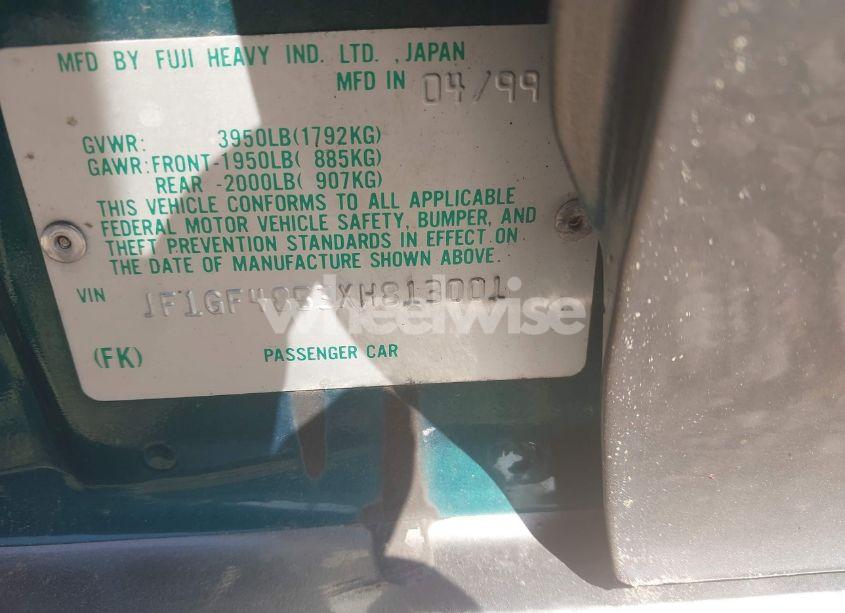 MFD BY FUJI HEAVY IND. LTD. ,JAPAN
MFD IN 04/99
GVWR: 3950LB(1792KG)
GAWR:FRONT-1950LB( 885KG)
REAR -2000LB( 907KG)
THIS VEHICLE CONFORMS TO ALL APPLICABLE
FEDERAL MOTOR VEHICLE SAFETY, BUMPER, AND
THEFT PREVENTION STANDARDS IN EFFECT ON
THE DATE OF MANUFACTURE SHOWN ABOVE.
VIN
wheelwise
(FK) PASSENGER CAR